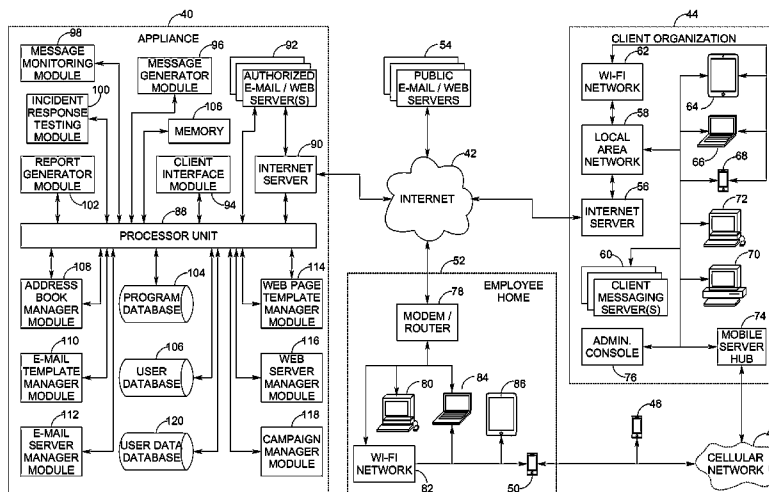 40
APPLIANCE
98
MESSAGE
MONITORING
MODULE
96
MESSAGE
GENERATOR
MODULE
92
AUTHORIZED
E-MAIL / WEB
SERVER(S)
100
INCIDENT
RESPONSE
TESTING
MODULE
106
MEMORY
90
INTERNET
SERVER
REPORT
GENERATOR
MODULE
102
CLIENT
INTERFACE
MODULE
94
88
PROCESSOR UNIT
108
ADDRESS
BOOK
MANAGER
MODULE
104
PROGRAM
DATABASE
114
WEB PAGE
TEMPLATE
MANAGER
MODULE
110
E-MAIL
TEMPLATE
MANAGER
MODULE
106
USER
DATABASE
116
WEB
SERVER
MANAGER
MODULE
112
E-MAIL
SERVER
MANAGER
MODULE
120
USER DATA
DATABASE
118
CAMPAIGN
MANAGER
MODULE
54
PUBLIC
E-MAIL / WEB
SERVERS
42
INTERNET
52
EMPLOYEE
HOME
78
MODEM /
ROUTER
80
84
86
WI-FI
NETWORK
82
50
44
CLIENT ORGANIZATION
62
WI-FI
NETWORK
64
58
LOCAL
AREA
NETWORK
66
68
56
INTERNET
SERVER
72
60
CLIENT
MESSAGING
SERVER(S)
70
ADMIN.
CONSOLE
76
74
MOBILE
SERVER
HUB
46
CELLULAR
NETWORK